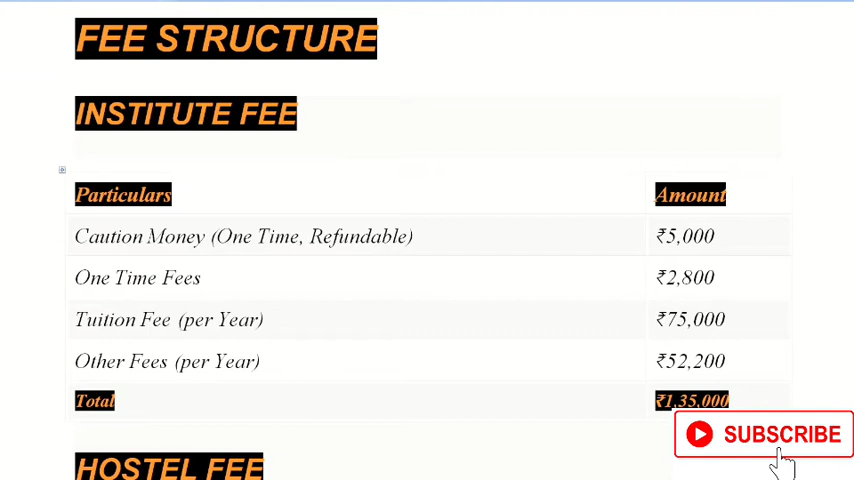 FEE STRUCTURE
INSTITUTE FEE
Particulars Amount
Caution Money (One Time, Refundable) ₹5,000
One Time Fees ₹2,800
Tuition Fee (per Year) ₹75,000
Other Fees (per Year) ₹52,200
Total ₹1,35,000
SUBSCRIBE
HOSTEL FEE